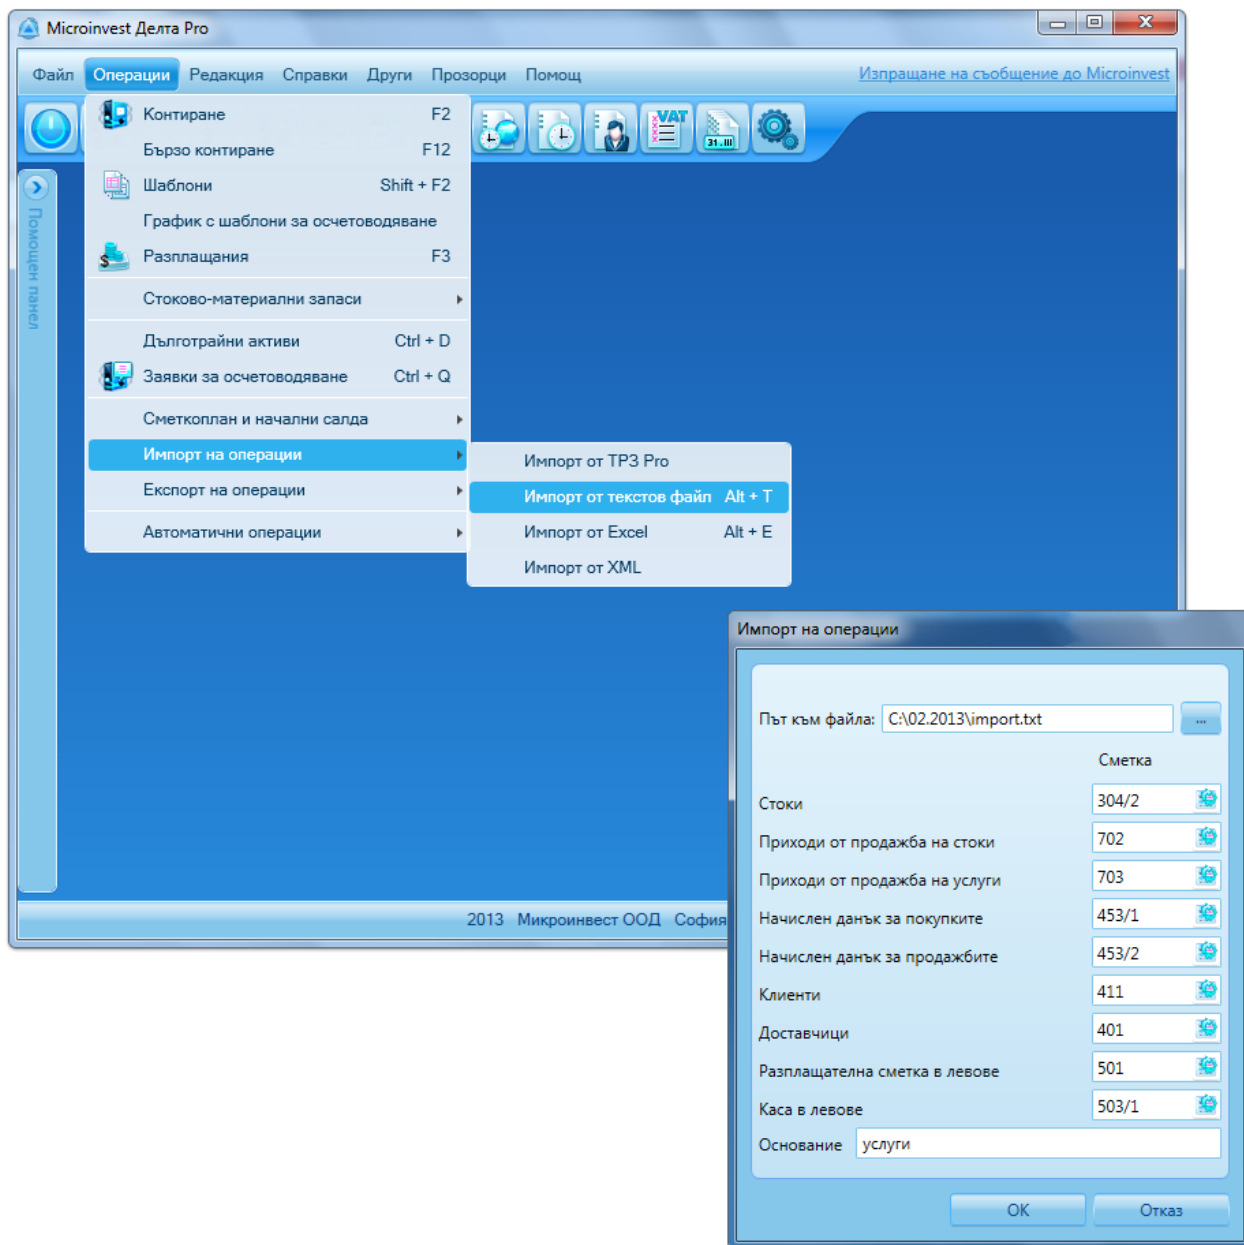 Microinvest Делта Pro
Файл Операции Редакция Справки Други Прозорци Помощ Изпращане на съобщение до Microinvest
Контиране F2
VAT
31.III
Бързо контиране F12
Шаблони Shift + F2
График с шаблони за осчетоводяване
Разплащания F3
Помощен панел
Стоково-материални запаси
Дълготрайни активи Ctrl + D
Заявки за осчетоводяване Ctrl + Q
Сметкоплан и начални салда
Импорт на операции
Експорт на операции
Автоматични операции
Импорт от ТРЗ Pro
Импорт от текстов файл Alt + T
Импорт от Excel Alt + E
Импорт от XML
2013 Микроинвест ООД София
Импорт на операции
Път към файла: C:\02.2013\import.txt ...
Сметка
Стоки 304/2
Приходи от продажба на стоки 702
Приходи от продажба на услуги 703
Начислен данък за покупките 453/1
Начислен данък за продажбите 453/2
Клиенти 411
Доставчици 401
Разплащателна сметка в левове 501
Каса в левове 503/1
Основание услуги
OK Отказ